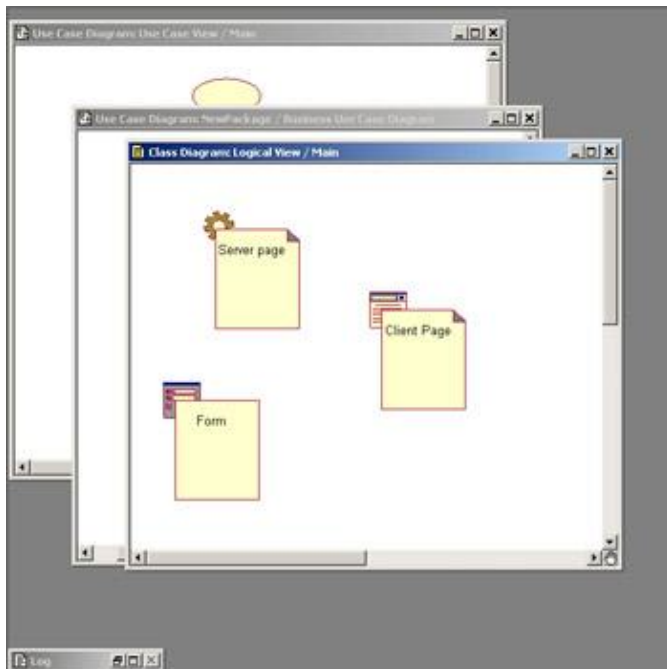 Use Case Diagram: Use Case View / Main
Use Case Diagram: NewPackage / Business Use Case Diagram
Class Diagram: Logical View / Main
Server page
Client Page
Form
Log